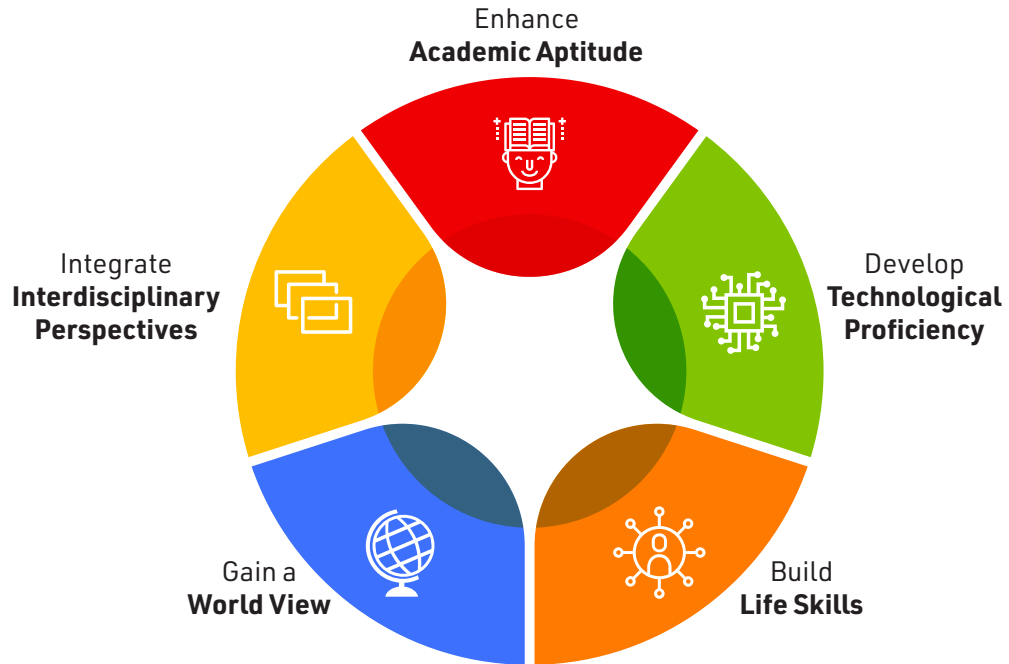 Enhance
Academic Aptitude
Develop
Technological
Proficiency
Build
Life Skills
Gain a
World View
Integrate
Interdisciplinary
Perspectives